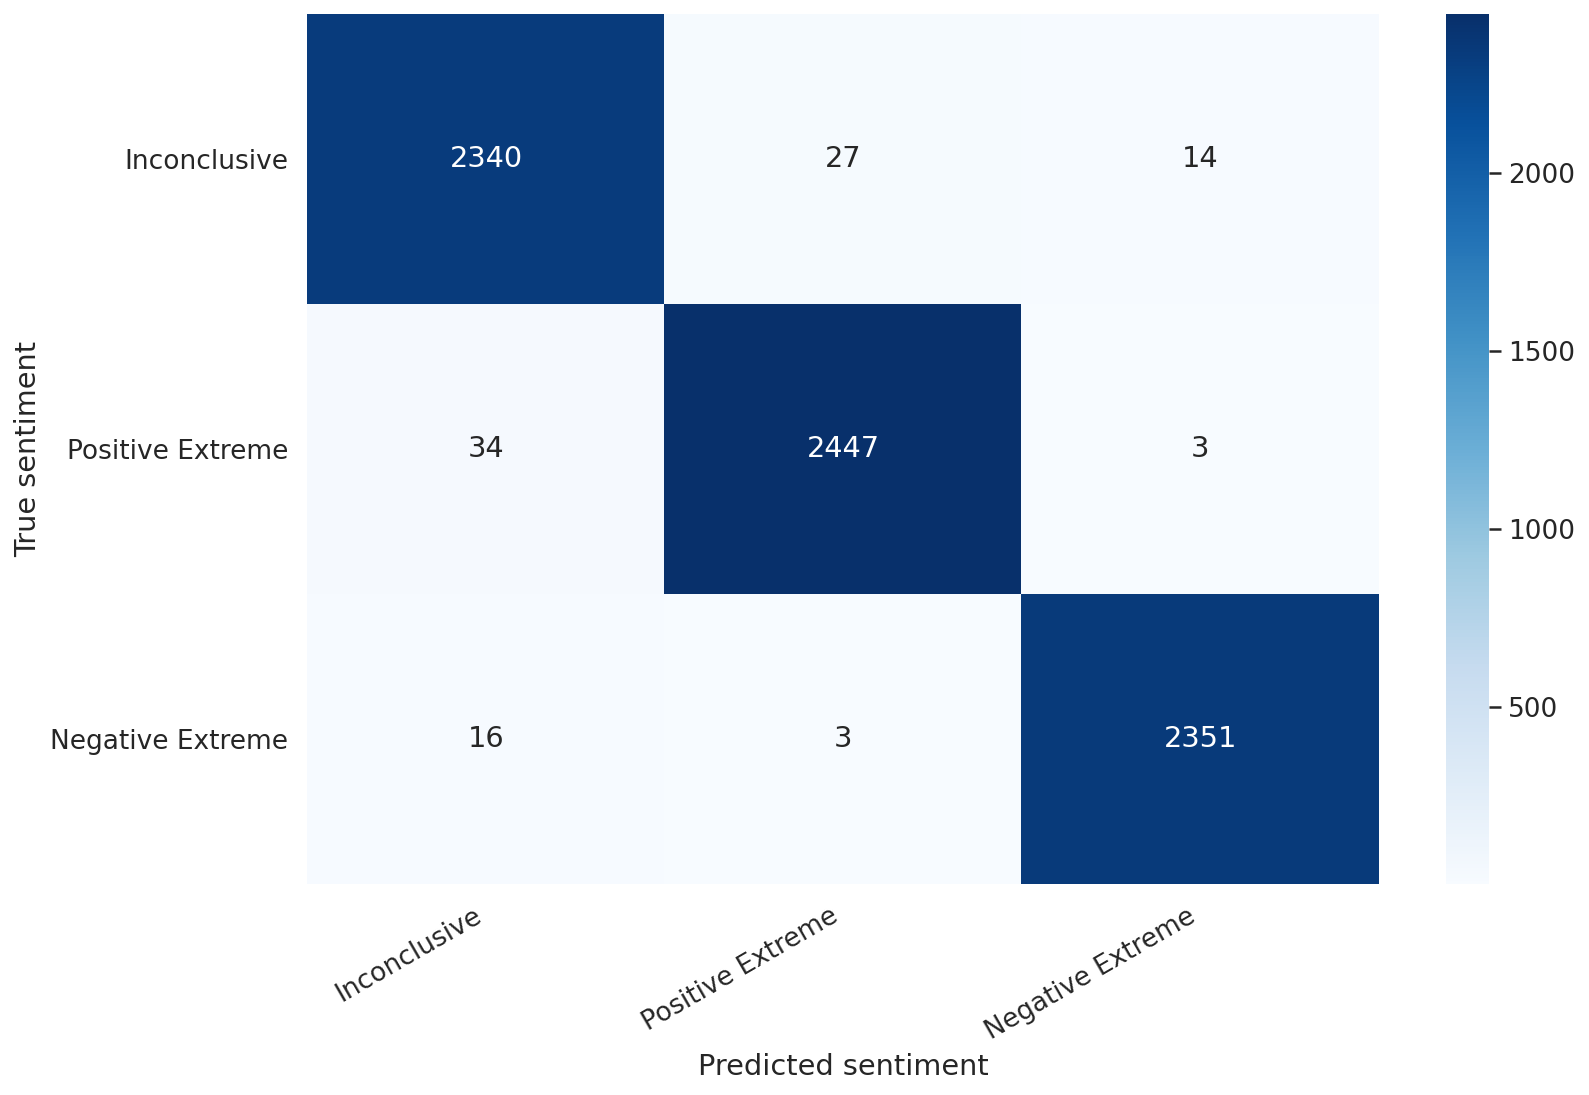 True sentiment
Inconclusive
2340 27 14
Positive Extreme
34 2447 3
Negative Extreme
16 3 2351
Inconclusive
Positive Extreme
Negative Extreme
Predicted sentiment
2000
1500
1000
500